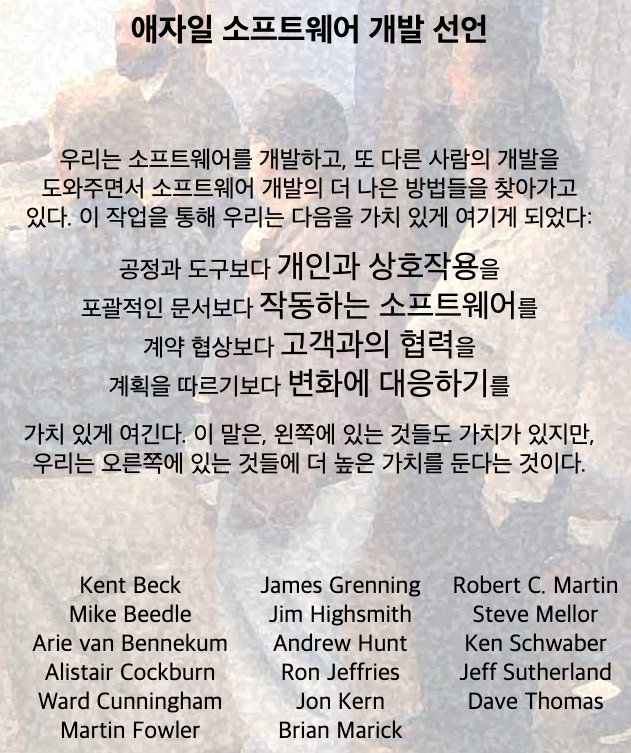 애자일 소프트웨어 개발 선언
우리는 소프트웨어를 개발하고, 또 다른 사람의 개발을
도와주면서 소프트웨어 개발의 더 나은 방법들을 찾아가고
있다. 이 작업을 통해 우리는 다음을 가치 있게 여기게 되었다:
공정과 도구보다 개인과 상호작용을
포괄적인 문서보다 작동하는 소프트웨어를
계약 협상보다 고객과의 협력을
계획을 따르기보다 변화에 대응하기를
가치 있게 여긴다. 이 말은, 왼쪽에 있는 것들도 가치가 있지만,
우리는 오른쪽에 있는 것들에 더 높은 가치를 둔다는 것이다.
Kent Beck
Mike Beedle
Arie van Bennekum
Alistair Cockburn
Ward Cunningham
Martin Fowler
James Grenning
Jim Highsmith
Andrew Hunt
Ron Jeffries
Jon Kern
Brian Marick
Robert C. Martin
Steve Mellor
Ken Schwaber
Jeff Sutherland
Dave Thomas